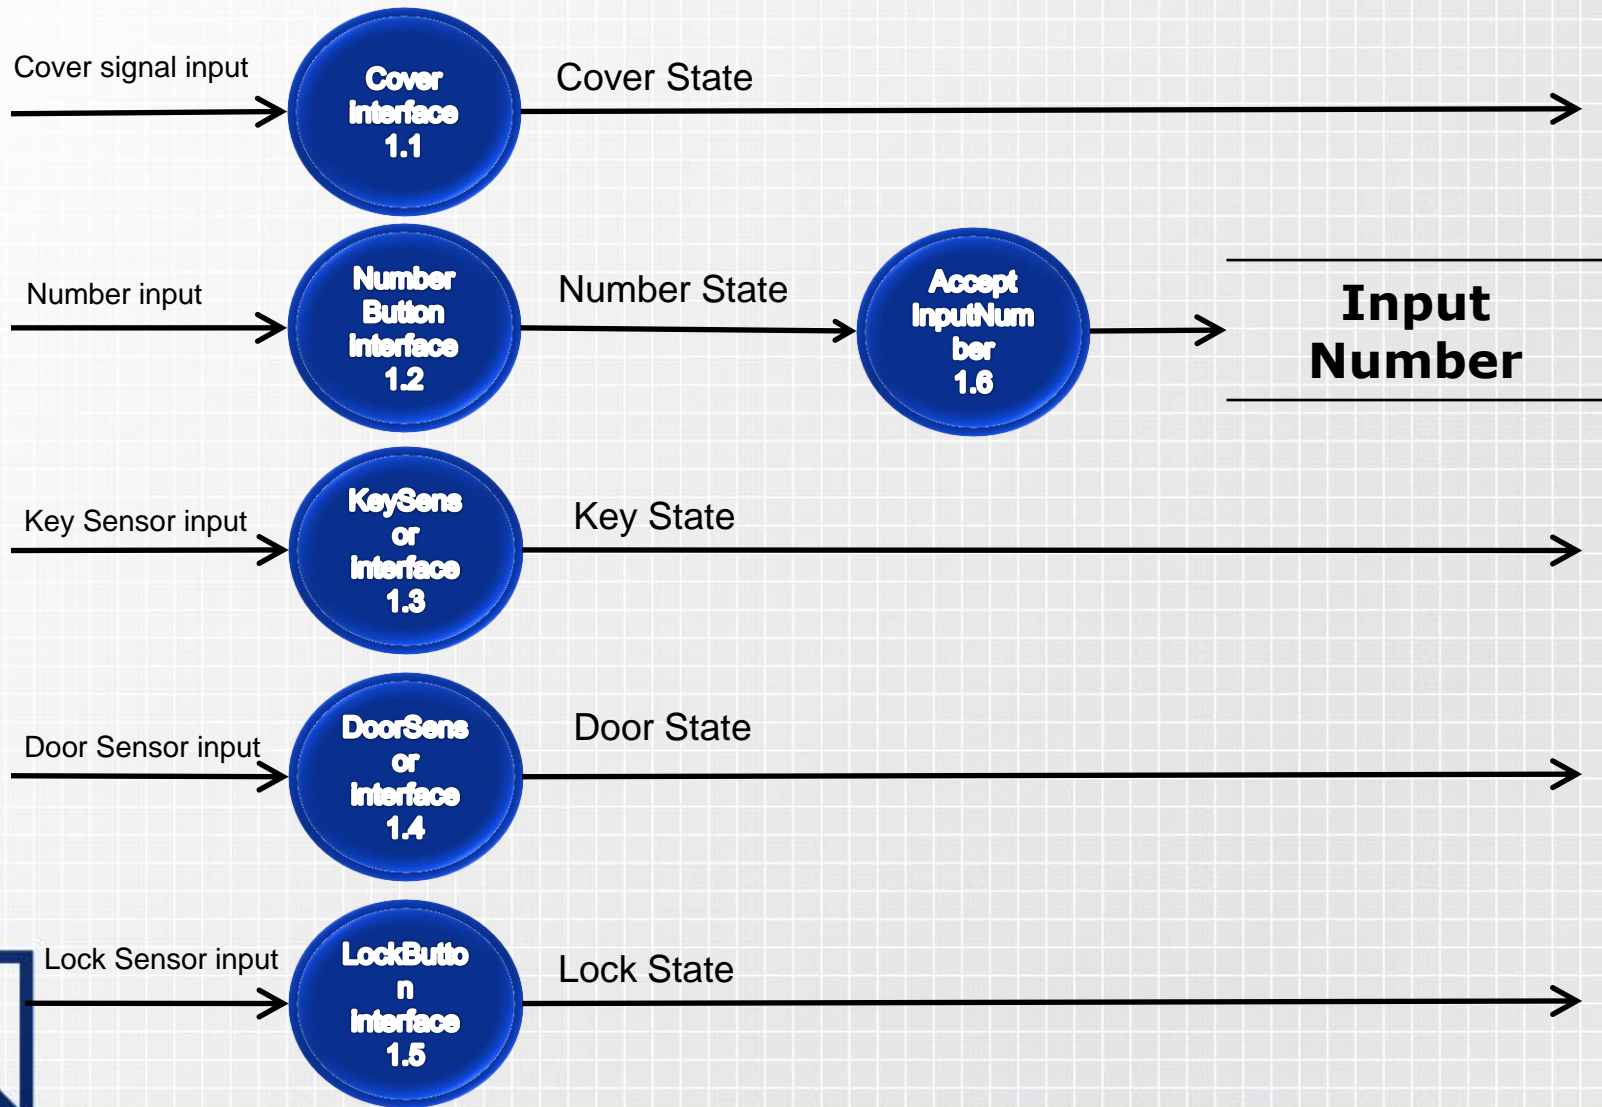 Cover signal input
Cover
interface
1.1
Cover State
Number input
Number
Button
interface
1.2
Number State
Accept
InputNum
ber
1.6
Input
Number
Key Sensor input
KeySens
or
interface
1.3
Key State
Door Sensor input
DoorSens
or
interface
1.4
Door State
Lock Sensor input
LockButto
n
interface
1.5
Lock State